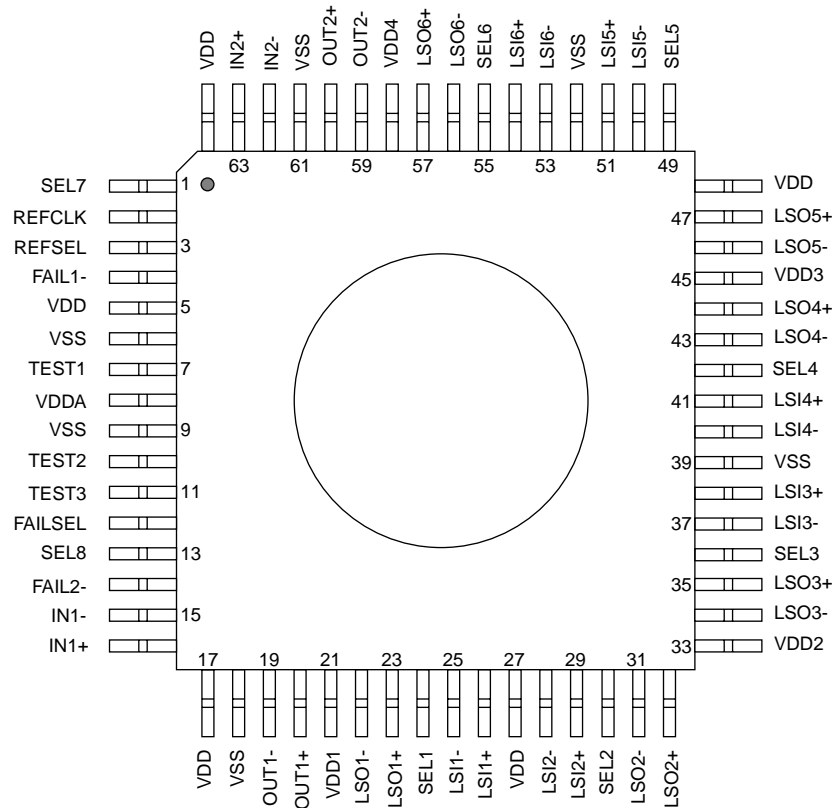 VDD
IN2+
IN2-
VSS
OUT2+
OUT2-
VDD4
LSO6+
LSO6-
SEL6
LSI6+
LSI6-
VSS
LSI5+
LSI5-
SEL5
63
61
59
57
55
53
51
49
SEL7 1
REFCLK
REFSEL 3
FAIL1-
VDD 5
VSS
TEST1 7
VDDA
VSS 9
TEST2
TEST3 11
FAILSEL
SEL8 13
FAIL2-
IN1- 15
IN1+
VDD
47 LSO5+
LSO5-
45 VDD3
LSO4+
43 LSO4-
SEL4
41 LSI4+
LSI4-
39 VSS
LSI3+
37 LSI3-
SEL3
35 LSO3+
LSO3-
33 VDD2
17
19
21
23
25
27
29
31
VDD
VSS
OUT1-
OUT1+
VDD1
LSO1-
LSO1+
SEL1
LSI1-
LSI1+
VDD
LSI2-
LSI2+
SEL2
LSO2-
LSO2+